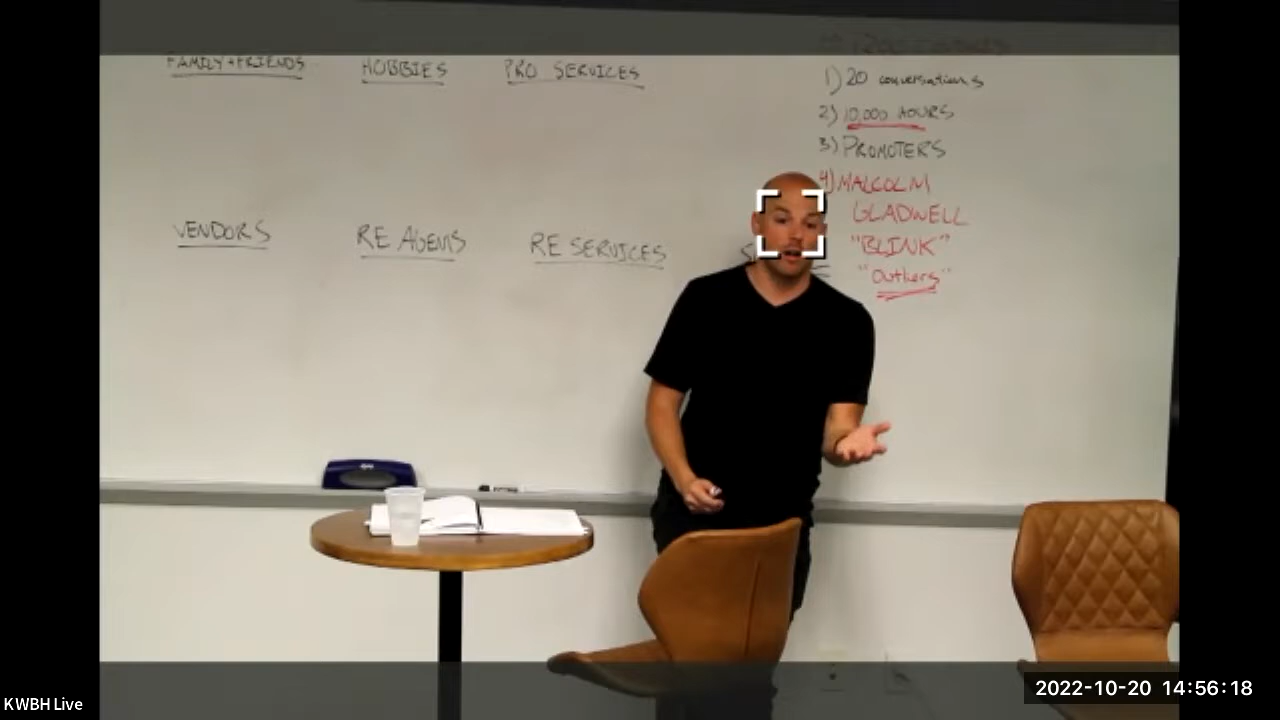 FAMILY + FRIENDS
HOBBIES
PRO SERVICES
1) 20 conversations
2) 10,000 HOURS
3) PROMOTERS
4) MALCOLM
GLADWELL
"BLINK"
"Outliers"
VENDORS
RE AGENTS
RE SERVICES
KWBH Live
2022-10-20 14:56:18